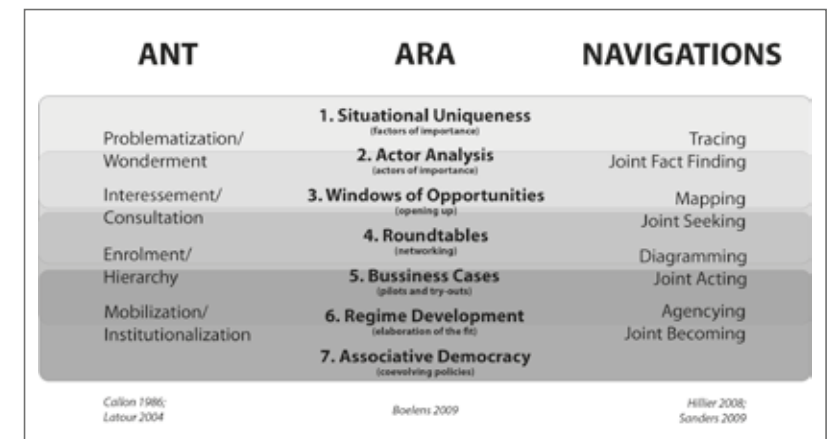 ANT
ARA
NAVIGATIONS
Problematization/
Wonderment
Interessement/
Consultation
Enrolment/
Hierarchy
Mobilization/
Institutionalization
Callon 1986;
Latour 2004
1. Situational Uniqueness
(factors of importance)
2. Actor Analysis
(actors of importance)
3. Windows of Opportunities
(opening up)
4. Roundtables
(networking)
5. Bussiness Cases
(pilots and try-outs)
6. Regime Development
(elaboration of the fit)
7. Associative Democracy
(coevolving policies)
Boelens 2009
Tracing
Joint Fact Finding
Mapping
Joint Seeking
Diagramming
Joint Acting
Agencying
Joint Becoming
Hillier 2008;
Sanders 2009